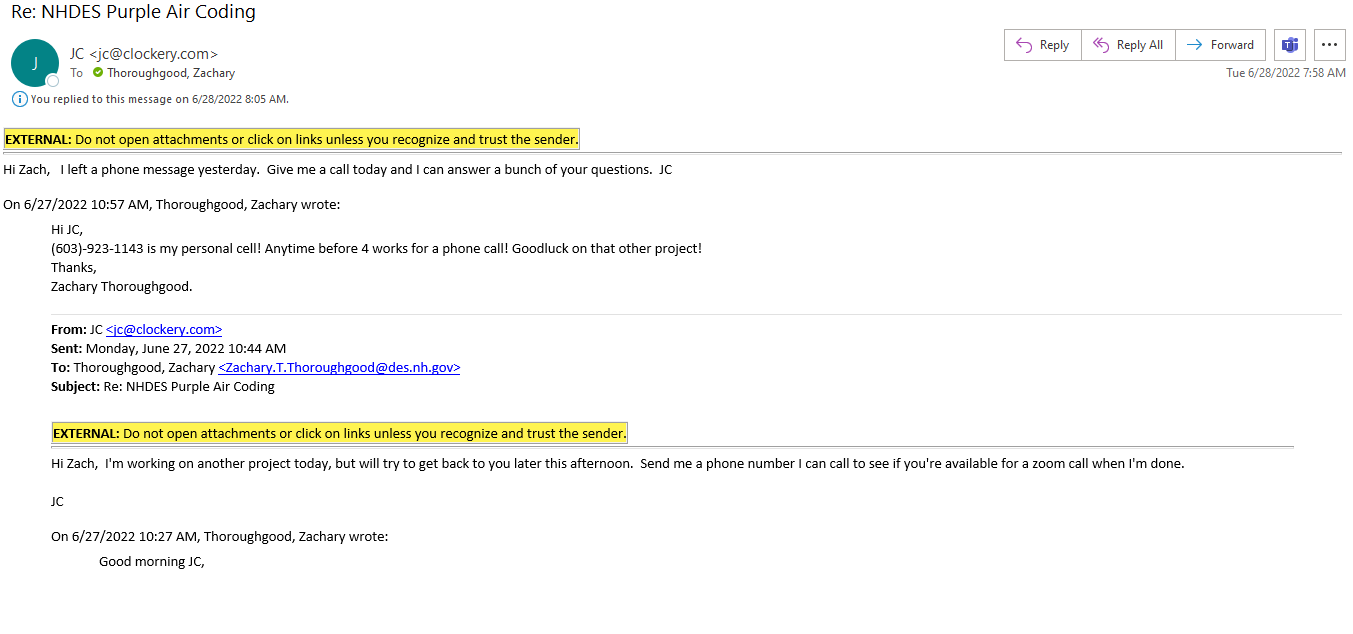 Re: NHDES Purple Air Coding
J
JC <jc@clockery.com>
To Thoroughgood, Zachary
Reply
Reply All
Forward
Tue 6/28/2022 7:58 AM
You replied to this message on 6/28/2022 8:05 AM.
EXTERNAL: Do not open attachments or click on links unless you recognize and trust the sender.
Hi Zach,   I left a phone message yesterday.  Give me a call today and I can answer a bunch of your questions.  JC
On 6/27/2022 10:57 AM, Thoroughgood, Zachary wrote:
Hi JC,
(603)-923-1143 is my personal cell! Anytime before 4 works for a phone call! Goodluck on that other project!
Thanks,
Zachary Thoroughgood.
From: JC <jc@clockery.com>
Sent: Monday, June 27, 2022 10:44 AM
To: Thoroughgood, Zachary <Zachary.T.Thoroughgood@des.nh.gov>
Subject: Re: NHDES Purple Air Coding
EXTERNAL: Do not open attachments or click on links unless you recognize and trust the sender.
Hi Zach,  I'm working on another project today, but will try to get back to you later this afternoon.  Send me a phone number I can call to see if you're available for a zoom call when I'm done.
JC
On 6/27/2022 10:27 AM, Thoroughgood, Zachary wrote:
Good morning JC,